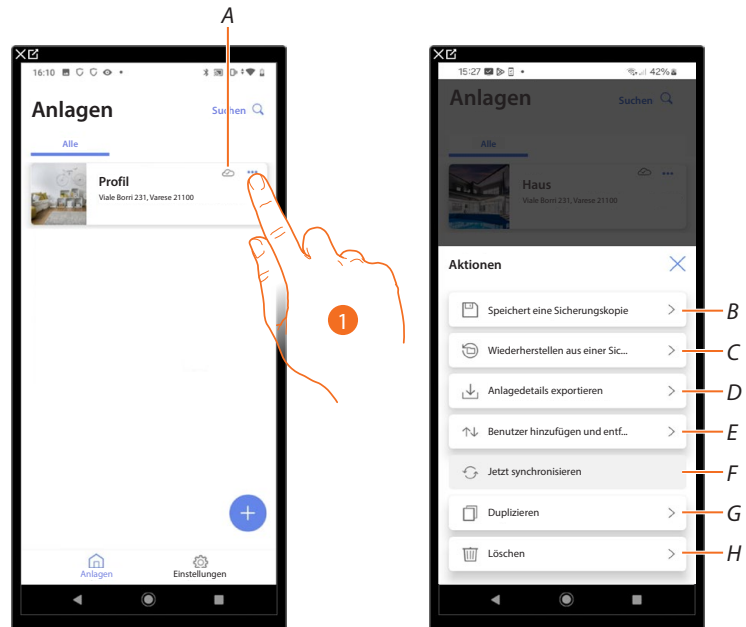 A
16:10
Anlagen
Suchen
Alle
Profil
Viale Borri 231, Varese 21100
1
Anlagen
Einstellungen
15:27
42%
Anlagen
Suchen
Alle
Haus
Viale Borri 231, Varese 21100
Aktionen
Speichert eine Sicherungskopie
B
Wiederherstellen aus einer Sic...
C
Anlagedetails exportieren
D
Benutzer hinzufügen und entf...
E
Jetzt synchronisieren
F
Duplizieren
G
Löschen
H